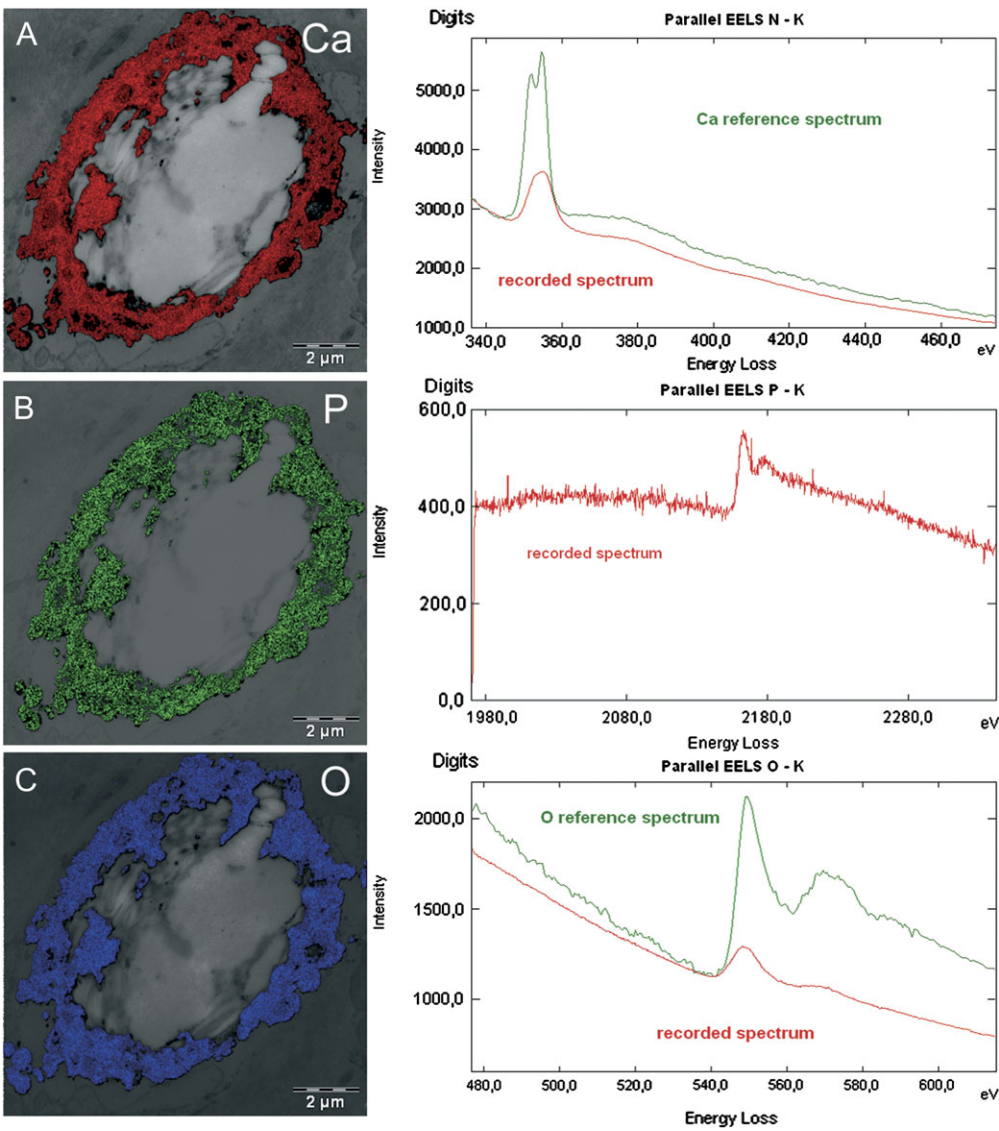 A
Ca
2 µm
Digits
Parallel EELS N - K
Intensity
5000,0
4000,0
3000,0
2000,0
1000,0
Ca reference spectrum
recorded spectrum
340,0 360,0 380,0 400,0 420,0 440,0 460,0
eV
Energy Loss
B
P
2 µm
Digits
Parallel EELS P - K
Intensity
600,0
400,0
200,0
0,0
recorded spectrum
1980,0 2080,0 2180,0 2280,0
Energy Loss
C
O
2 µm
Digits
Parallel EELS O - K
Intensity
2000,0
1500,0
1000,0
O reference spectrum
recorded spectrum
480,0 500,0 520,0 540,0 560,0 580,0 600,0
eV
Energy Loss